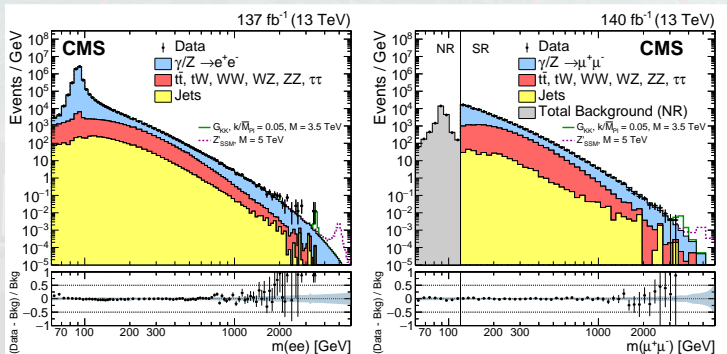 137 fb⁻¹ (13 TeV)
CMS
Data
γ/Z →e⁺e⁻
tt̄, tW, WW, WZ, ZZ, ττ
Jets
G_KK, k/M̄_Pl = 0.05, M = 3.5 TeV
Z'_SSM, M = 5 TeV
Events / GeV
10⁸
10⁷
10⁶
10⁵
10⁴
10³
10²
10
1
10⁻¹
10⁻²
10⁻³
10⁻⁴
10⁻⁵
(Data - Bkg) / Bkg
1
0.5
0
−0.5
−1
70 100 200 300 1000 2000
m(ee) [GeV]
140 fb⁻¹ (13 TeV)
NR SR
CMS
Data
γ/Z →μ⁺μ⁻
tt̄, tW, WW, WZ, ZZ, ττ
Jets
Total Background (NR)
G_KK, k/M̄_Pl = 0.05, M = 3.5 TeV
Z'_SSM, M = 5 TeV
Events / GeV
10⁸
10⁷
10⁶
10⁵
10⁴
10³
10²
10
1
10⁻¹
10⁻²
10⁻³
10⁻⁴
10⁻⁵
(Data - Bkg) / Bkg
1
0.5
0
−0.5
−1
70 100 200 300 1000 2000
m(μ⁺μ⁻) [GeV]